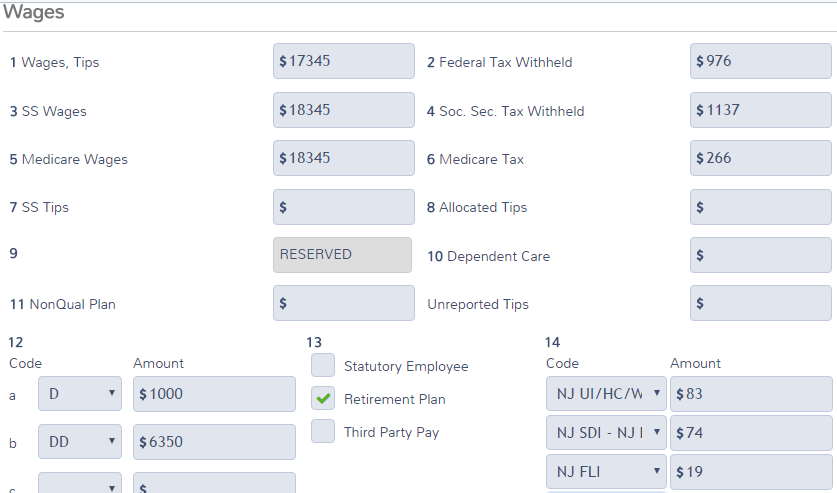 Wages
1 Wages, Tips $17345 2 Federal Tax Withheld $976
3 SS Wages $18345 4 Soc. Sec. Tax Withheld $1137
5 Medicare Wages $18345 6 Medicare Tax $266
7 SS Tips $ 8 Allocated Tips $
9 RESERVED 10 Dependent Care $
11 NonQual Plan $ Unreported Tips $
12 13 14
Code Amount Statutory Employee Code Amount
a D $1000 Retirement Plan NJ UI/HC/W $83
b DD $6350 Third Party Pay NJ SDI - NJ $74
c $ NJ FLI $19